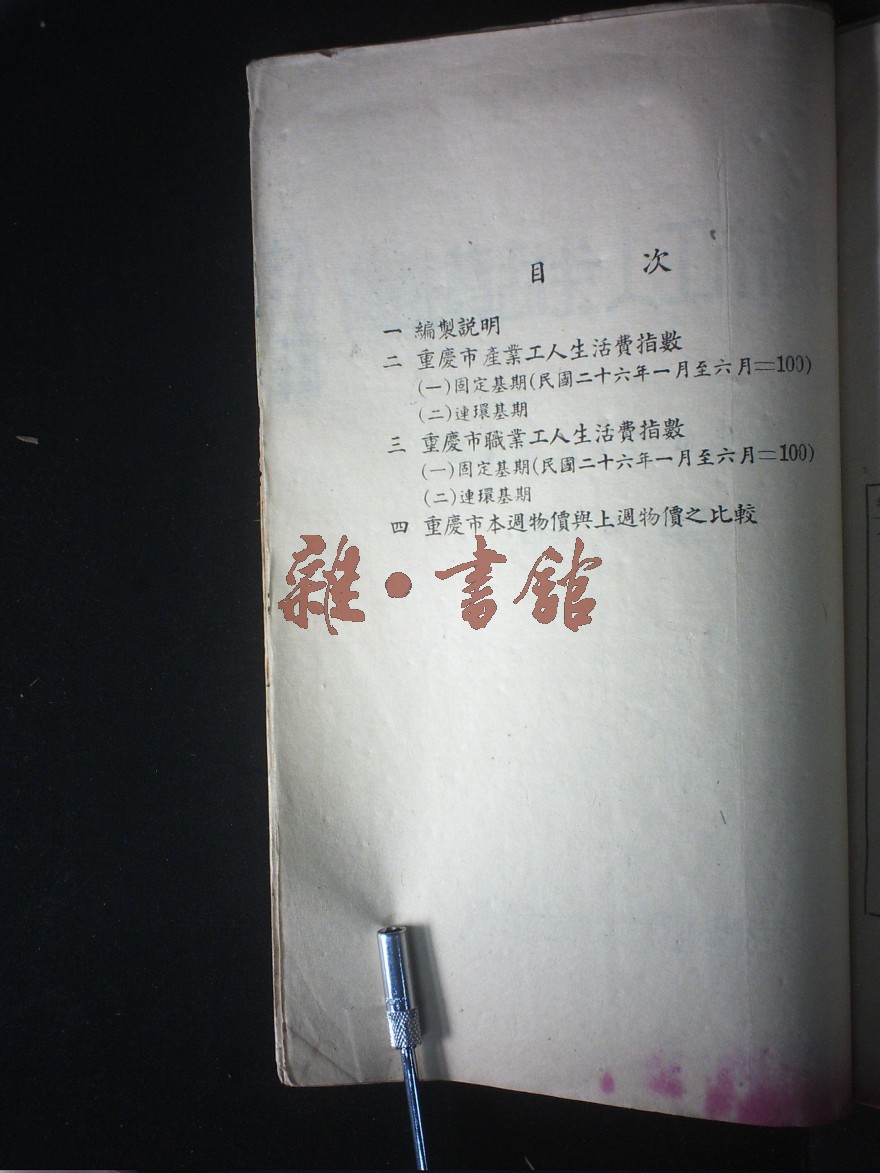 目 次
一 編製說明
二 重慶市產業工人生活費指數
(一)固定基期(民國二十六年一月至六月=100)
(二)連環基期
三 重慶市職業工人生活費指數
(一)固定基期(民國二十六年一月至六月=100)
(二)連環基期
四 重慶市本週物價與上週物價之比較
雜·書館